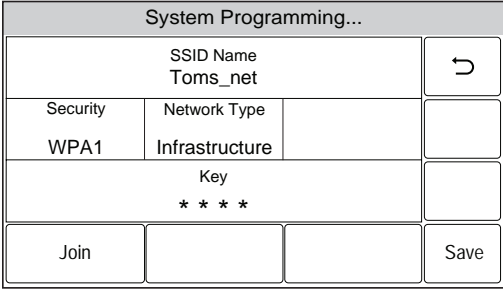 System Programming...
SSID Name
Toms_net
Security
Network Type
WPA1
Infrastructure
Key
* * * *
Join
Save